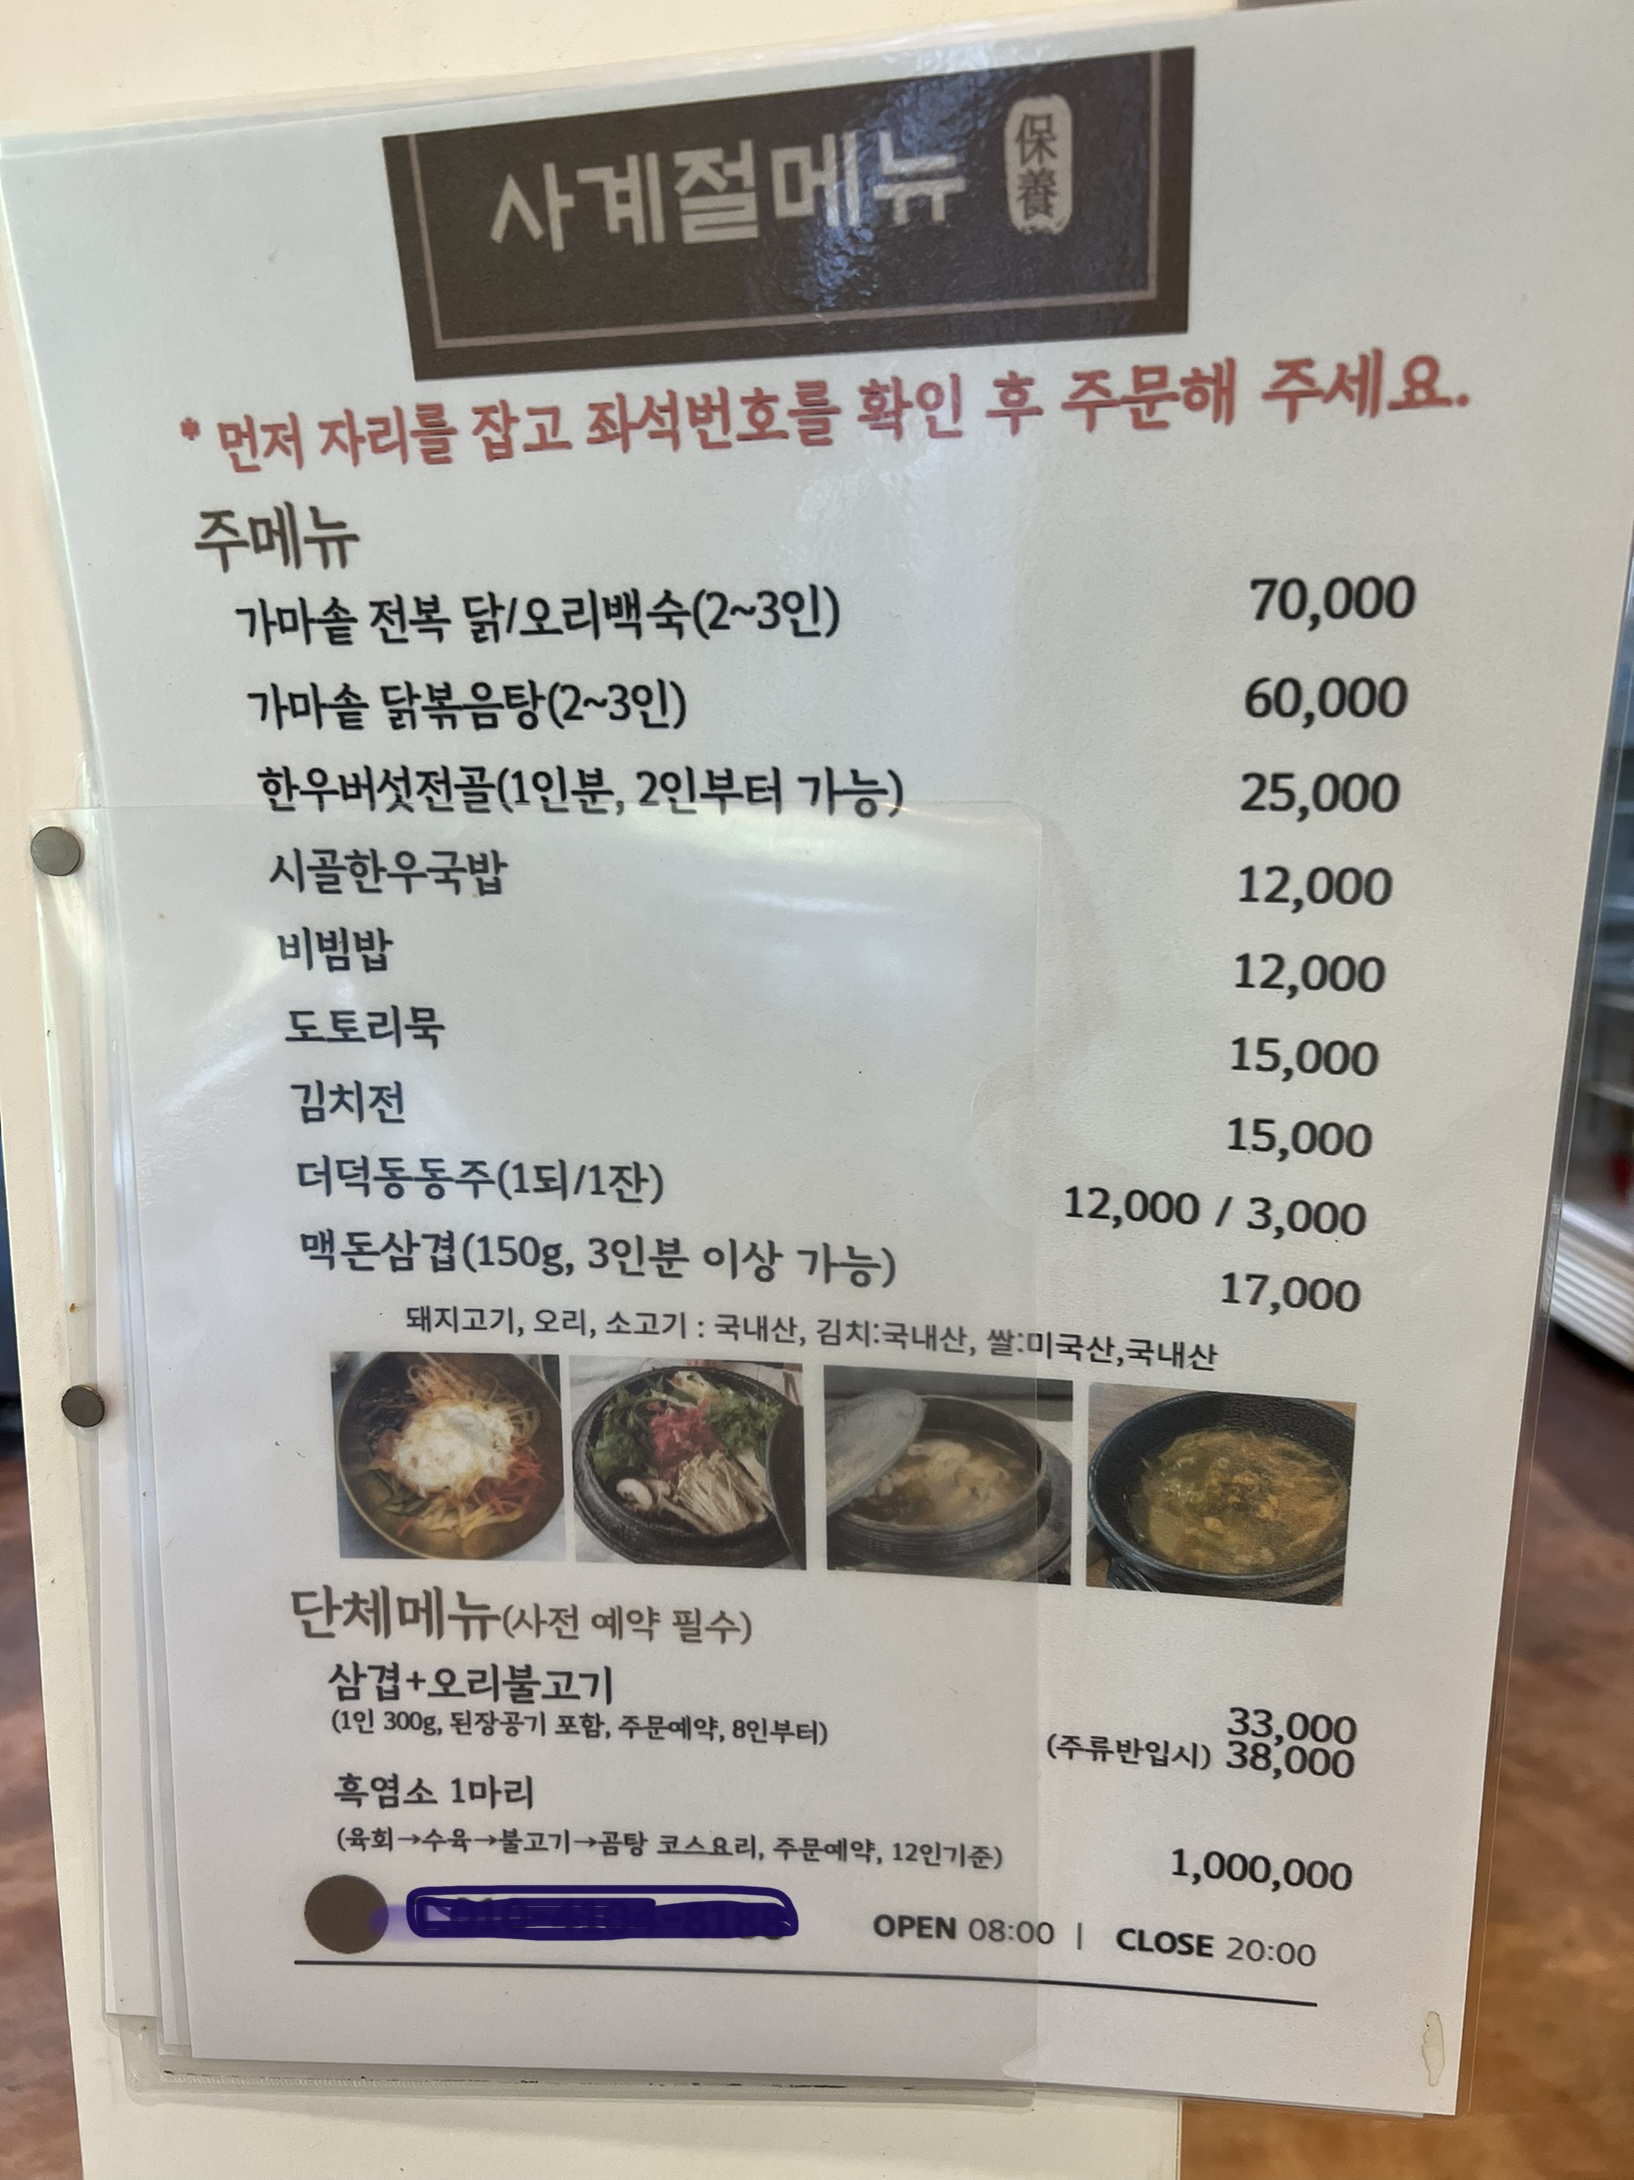 사계절메뉴 保養
* 먼저 자리를 잡고 좌석번호를 확인 후 주문해 주세요.
주메뉴
가마솥 전복 닭/오리백숙(2~3인) 70,000
가마솥 닭볶음탕(2~3인) 60,000
한우버섯전골(1인분, 2인부터 가능) 25,000
시골한우국밥 12,000
비빔밥 12,000
도토리묵 15,000
김치전 15,000
더덕동동주(1되/1잔) 12,000 / 3,000
맥돈삼겹(150g, 3인분 이상 가능) 17,000
돼지고기, 오리, 소고기 : 국내산, 김치:국내산, 쌀:미국산,국내산
단체메뉴(사전 예약 필수)
삼겹+오리불고기 33,000
(1인 300g, 된장공기 포함, 주문예약, 8인부터) (주류반입시) 38,000
흑염소 1마리
(육회→수육→불고기→곰탕 코스요리, 주문예약, 12인기준) 1,000,000
OPEN 08:00 | CLOSE 20:00